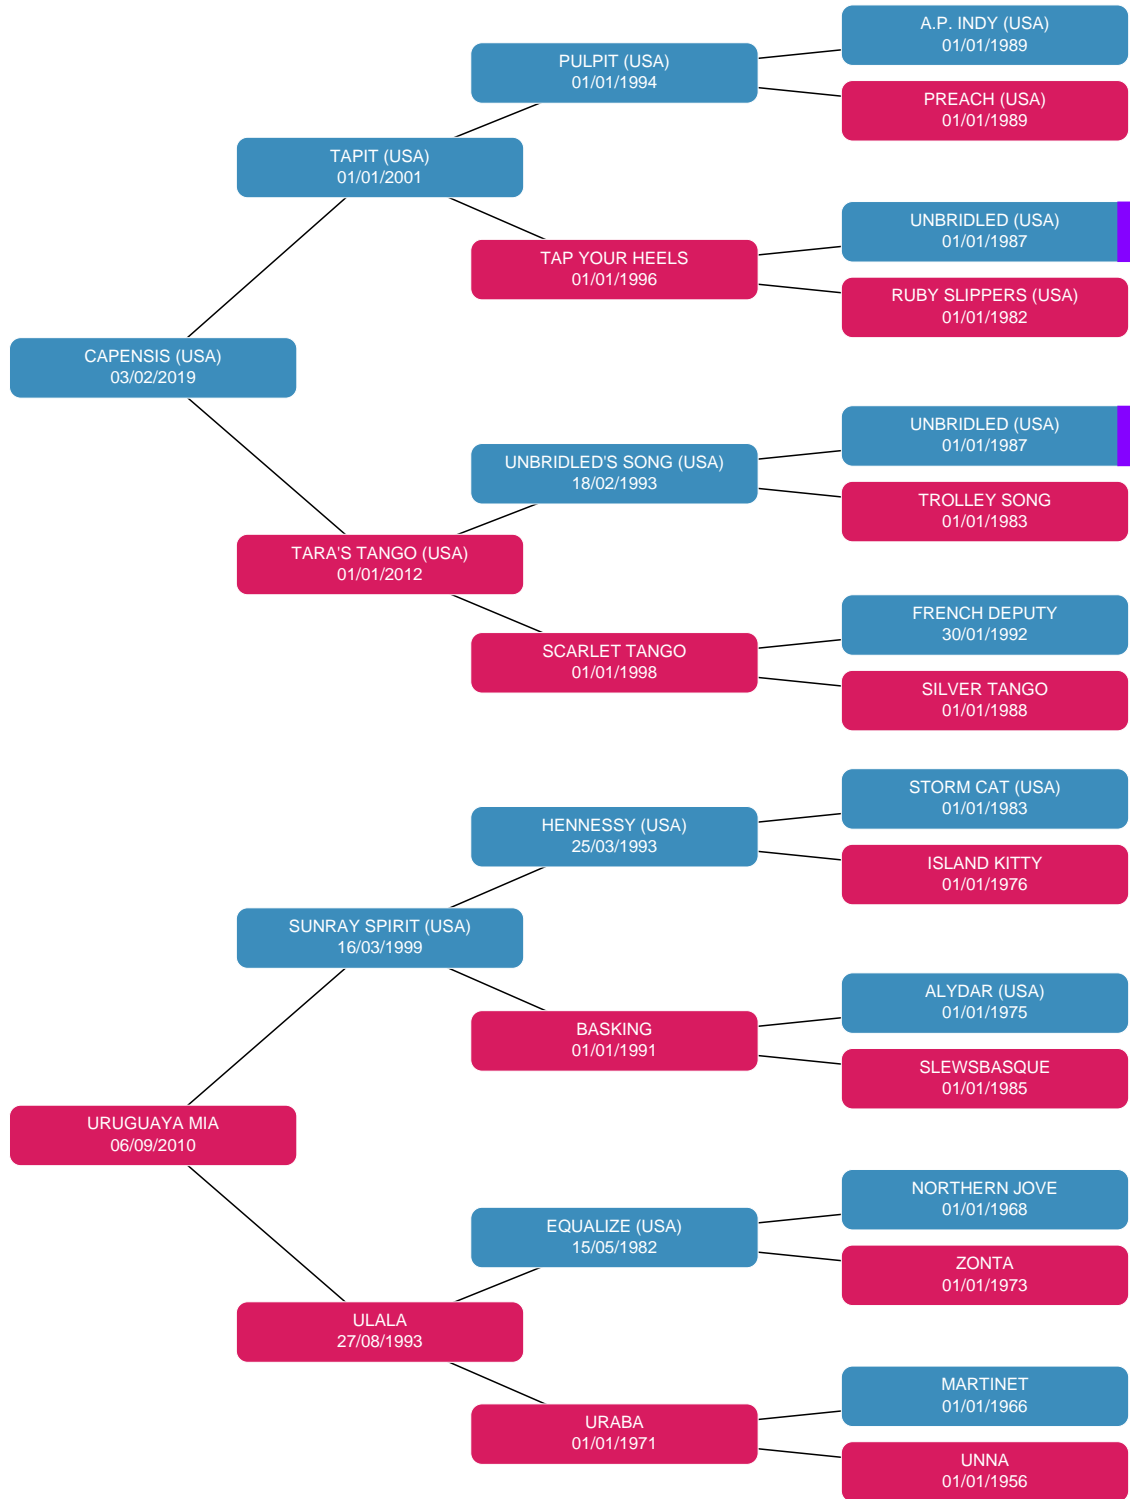 A.P. INDY (USA)
01/01/1989
PULPIT (USA)
01/01/1994
PREACH (USA)
01/01/1989
TAPIT (USA)
01/01/2001
UNBRIDLED (USA)
01/01/1987
TAP YOUR HEELS
01/01/1996
RUBY SLIPPERS (USA)
01/01/1982
CAPENSIS (USA)
03/02/2019
UNBRIDLED (USA)
01/01/1987
UNBRIDLED'S SONG (USA)
18/02/1993
TROLLEY SONG
01/01/1983
TARA'S TANGO (USA)
01/01/2012
FRENCH DEPUTY
30/01/1992
SCARLET TANGO
01/01/1998
SILVER TANGO
01/01/1988
STORM CAT (USA)
01/01/1983
HENNESSY (USA)
25/03/1993
ISLAND KITTY
01/01/1976
SUNRAY SPIRIT (USA)
16/03/1999
ALYDAR (USA)
01/01/1975
BASKING
01/01/1991
SLEWSBASQUE
01/01/1985
URUGUAYA MIA
06/09/2010
NORTHERN JOVE
01/01/1968
EQUALIZE (USA)
15/05/1982
ZONTA
01/01/1973
ULALA
27/08/1993
MARTINET
01/01/1966
URABA
01/01/1971
UNNA
01/01/1956